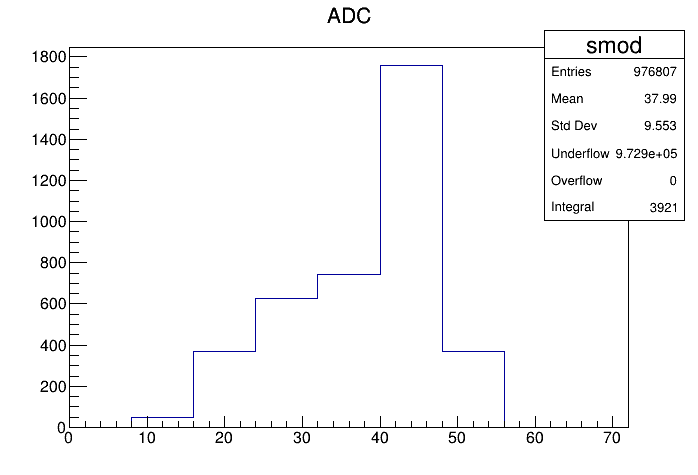 ADC
smod
Entries 976807
Mean 37.99
Std Dev 9.553
Underflow 9.729e+05
Overflow 0
Integral 3921
1800
1600
1400
1200
1000
800
600
400
200
0
0 10 20 30 40 50 60 70